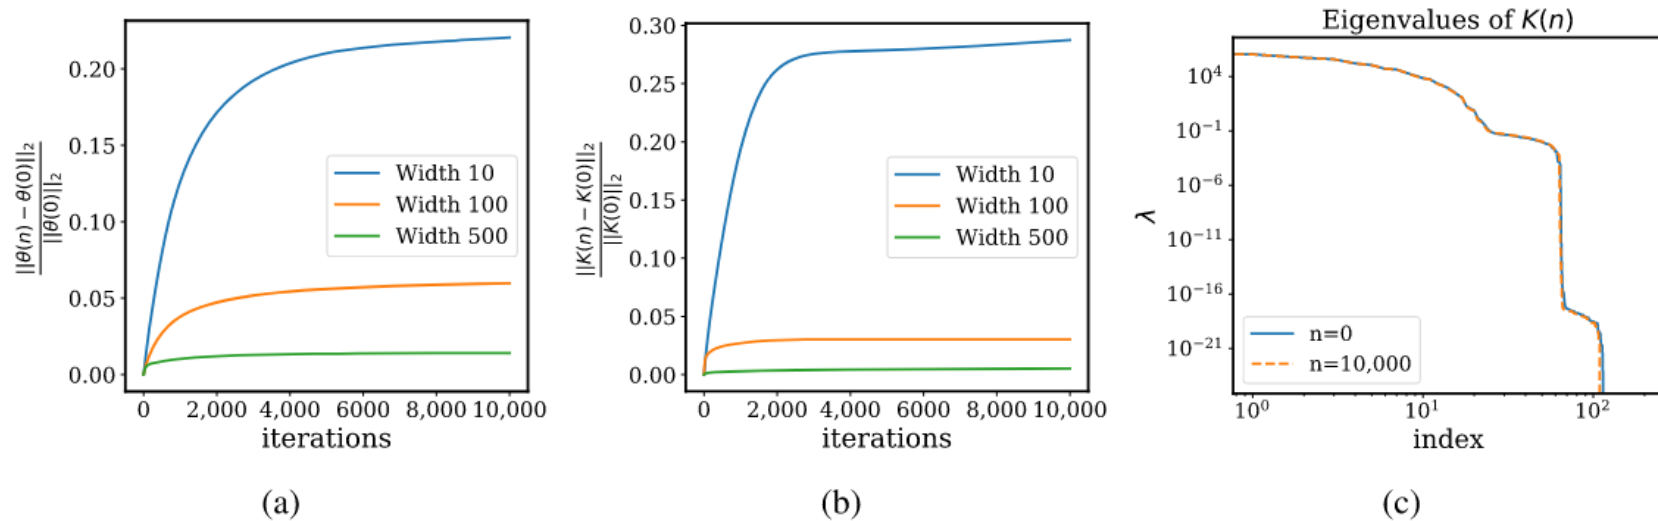 ||θ(n) − θ(0)||₂
||θ(0)||₂
0.20
0.15
0.10
0.05
0.00
Width 10
Width 100
Width 500
0 2,000 4,000 6000 8,000 10,000
iterations
(a)
||K(n) − K(0)||₂
||K(0)||₂
0.30
0.25
0.20
0.15
0.10
0.05
0.00
Width 10
Width 100
Width 500
0 2,000 4,000 6000 8,000 10,000
iterations
(b)
Eigenvalues of K(n)
λ
10⁴
10⁻¹
10⁻⁶
10⁻¹¹
10⁻¹⁶
10⁻²¹
n=0
n=10,000
10⁰ 10¹ 10²
index
(c)